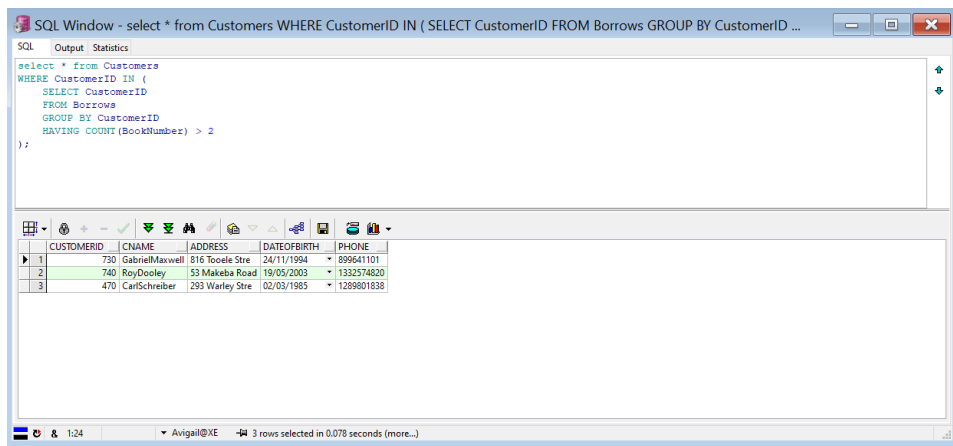 SQL Window - select * from Customers WHERE CustomerID IN ( SELECT CustomerID FROM Borrows GROUP BY CustomerID ...
SQL Output Statistics
select * from Customers
WHERE CustomerID IN (
SELECT CustomerID
FROM Borrows
GROUP BY CustomerID
HAVING COUNT(BookNumber) > 2
);
CUSTOMERID CNAME ADDRESS DATEOFBIRTH PHONE
1 730 GabrielMaxwell 816 Tooele Stre 24/11/1994 899641101
2 740 RoyDooley 53 Makeba Road 19/05/2003 1332574820
3 470 CarlSchreiber 293 Warley Stre 02/03/1985 1289801838
& 1:24 Avigail@XE 3 rows selected in 0.078 seconds (more...)